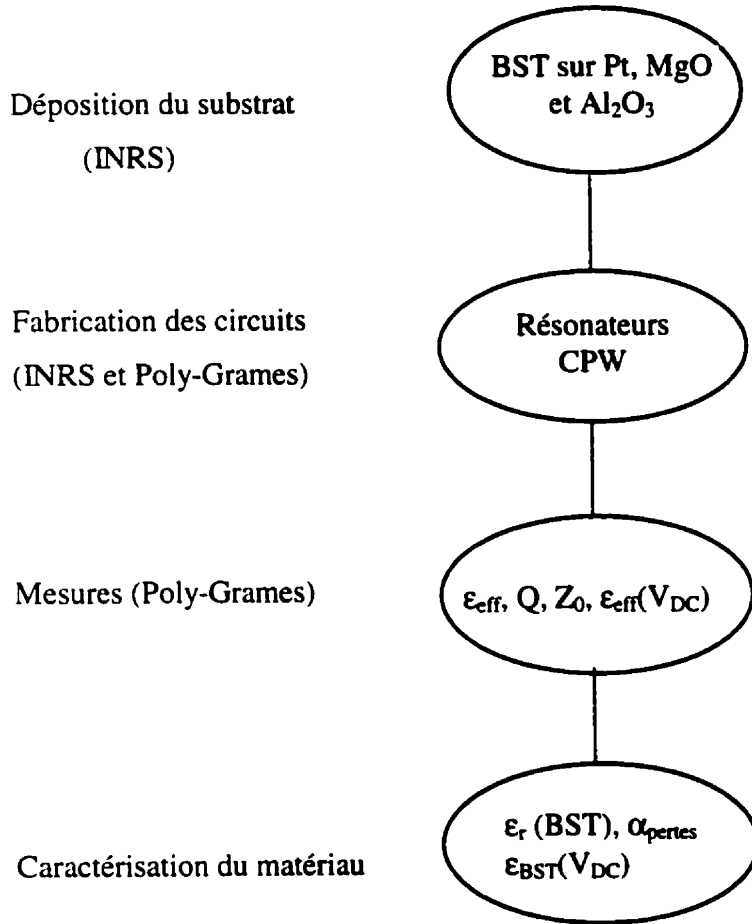 Déposition du substrat
(INRS)
BST sur Pt, MgO
et Al₂O₃
Fabrication des circuits
(INRS et Poly-Grames)
Résonateurs
CPW
Mesures (Poly-Grames)
εeff, Q, Z₀, εeff(VDC)
Caractérisation du matériau
εr (BST), αpertes
εBST(VDC)